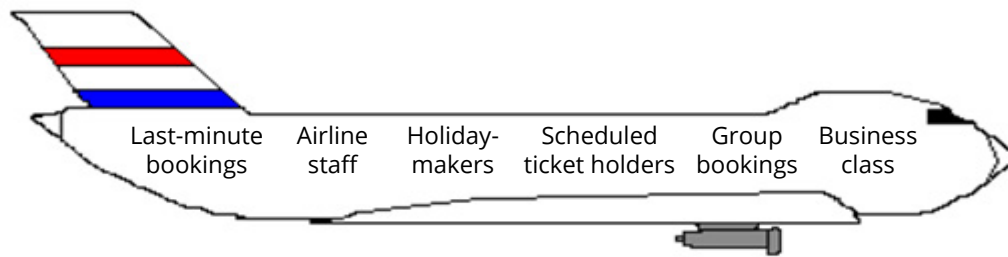 Last-minute
bookings
Airline
staff
Holiday-
makers
Scheduled
ticket holders
Group
bookings
Business
class